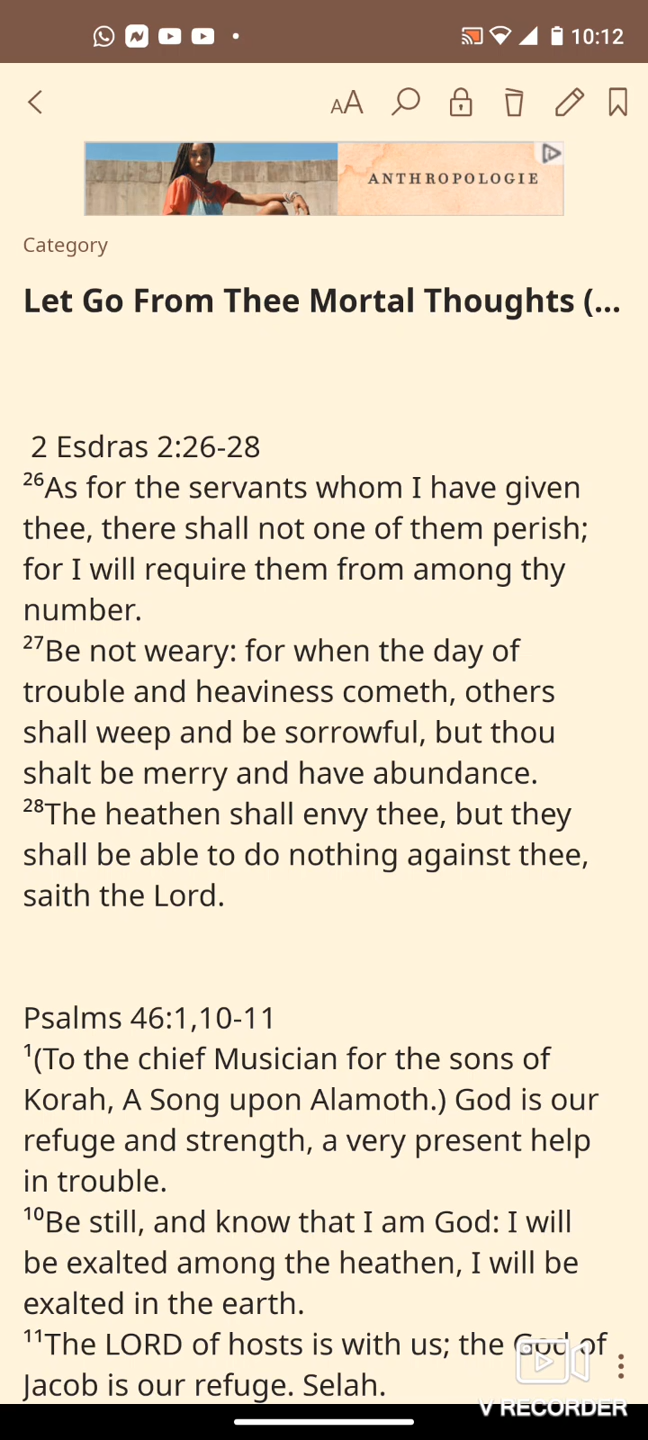 10:12
AA
ANTHROPOLOGIE
Category
Let Go From Thee Mortal Thoughts (...
2 Esdras 2:26-28
²⁶As for the servants whom I have given
thee, there shall not one of them perish;
for I will require them from among thy
number.
²⁷Be not weary: for when the day of
trouble and heaviness cometh, others
shall weep and be sorrowful, but thou
shalt be merry and have abundance.
²⁸The heathen shall envy thee, but they
shall be able to do nothing against thee,
saith the Lord.
Psalms 46:1,10-11
¹(To the chief Musician for the sons of
Korah, A Song upon Alamoth.) God is our
refuge and strength, a very present help
in trouble.
¹⁰Be still, and know that I am God: I will
be exalted among the heathen, I will be
exalted in the earth.
¹¹The LORD of hosts is with us; the God of
Jacob is our refuge. Selah.
V RECORDER